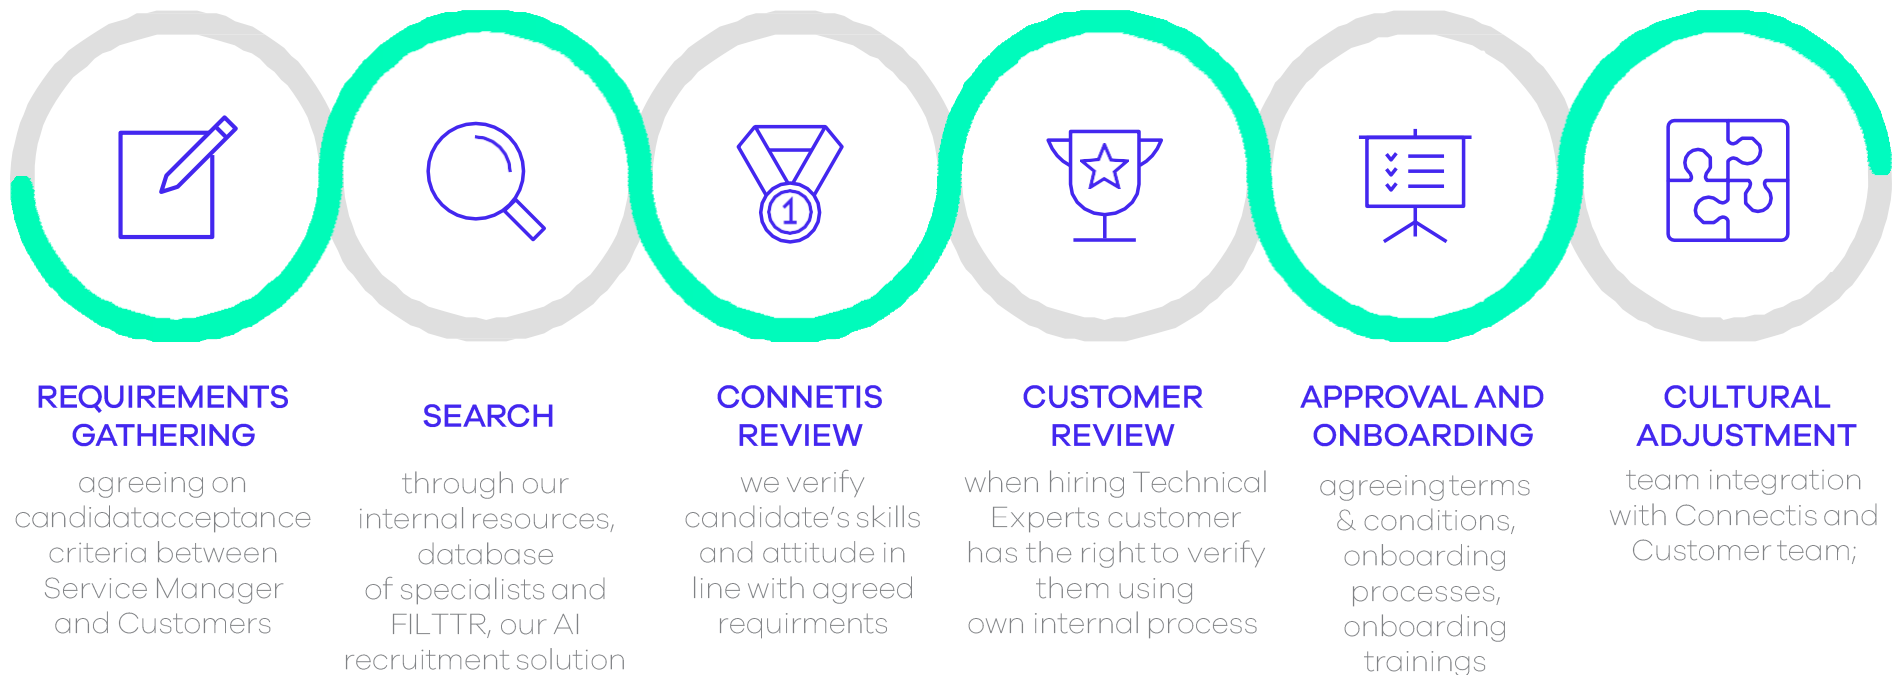 1
REQUIREMENTS
GATHERING
agreeing on
candidatacceptance
criteria between
Service Manager
and Customers
SEARCH
through our
internal resources,
database
of specialists and
FILTTR, our AI
recruitment solution
CONNETIS
REVIEW
we verify
candidate's skills
and attitude in
line with agreed
requirments
CUSTOMER
REVIEW
when hiring Technical
Experts customer
has the right to verify
them using
own internal process
APPROVAL AND
ONBOARDING
agreeing terms
& conditions,
onboarding
processes,
onboarding
trainings
CULTURAL
ADJUSTMENT
team integration
with Connectis and
Customer team;